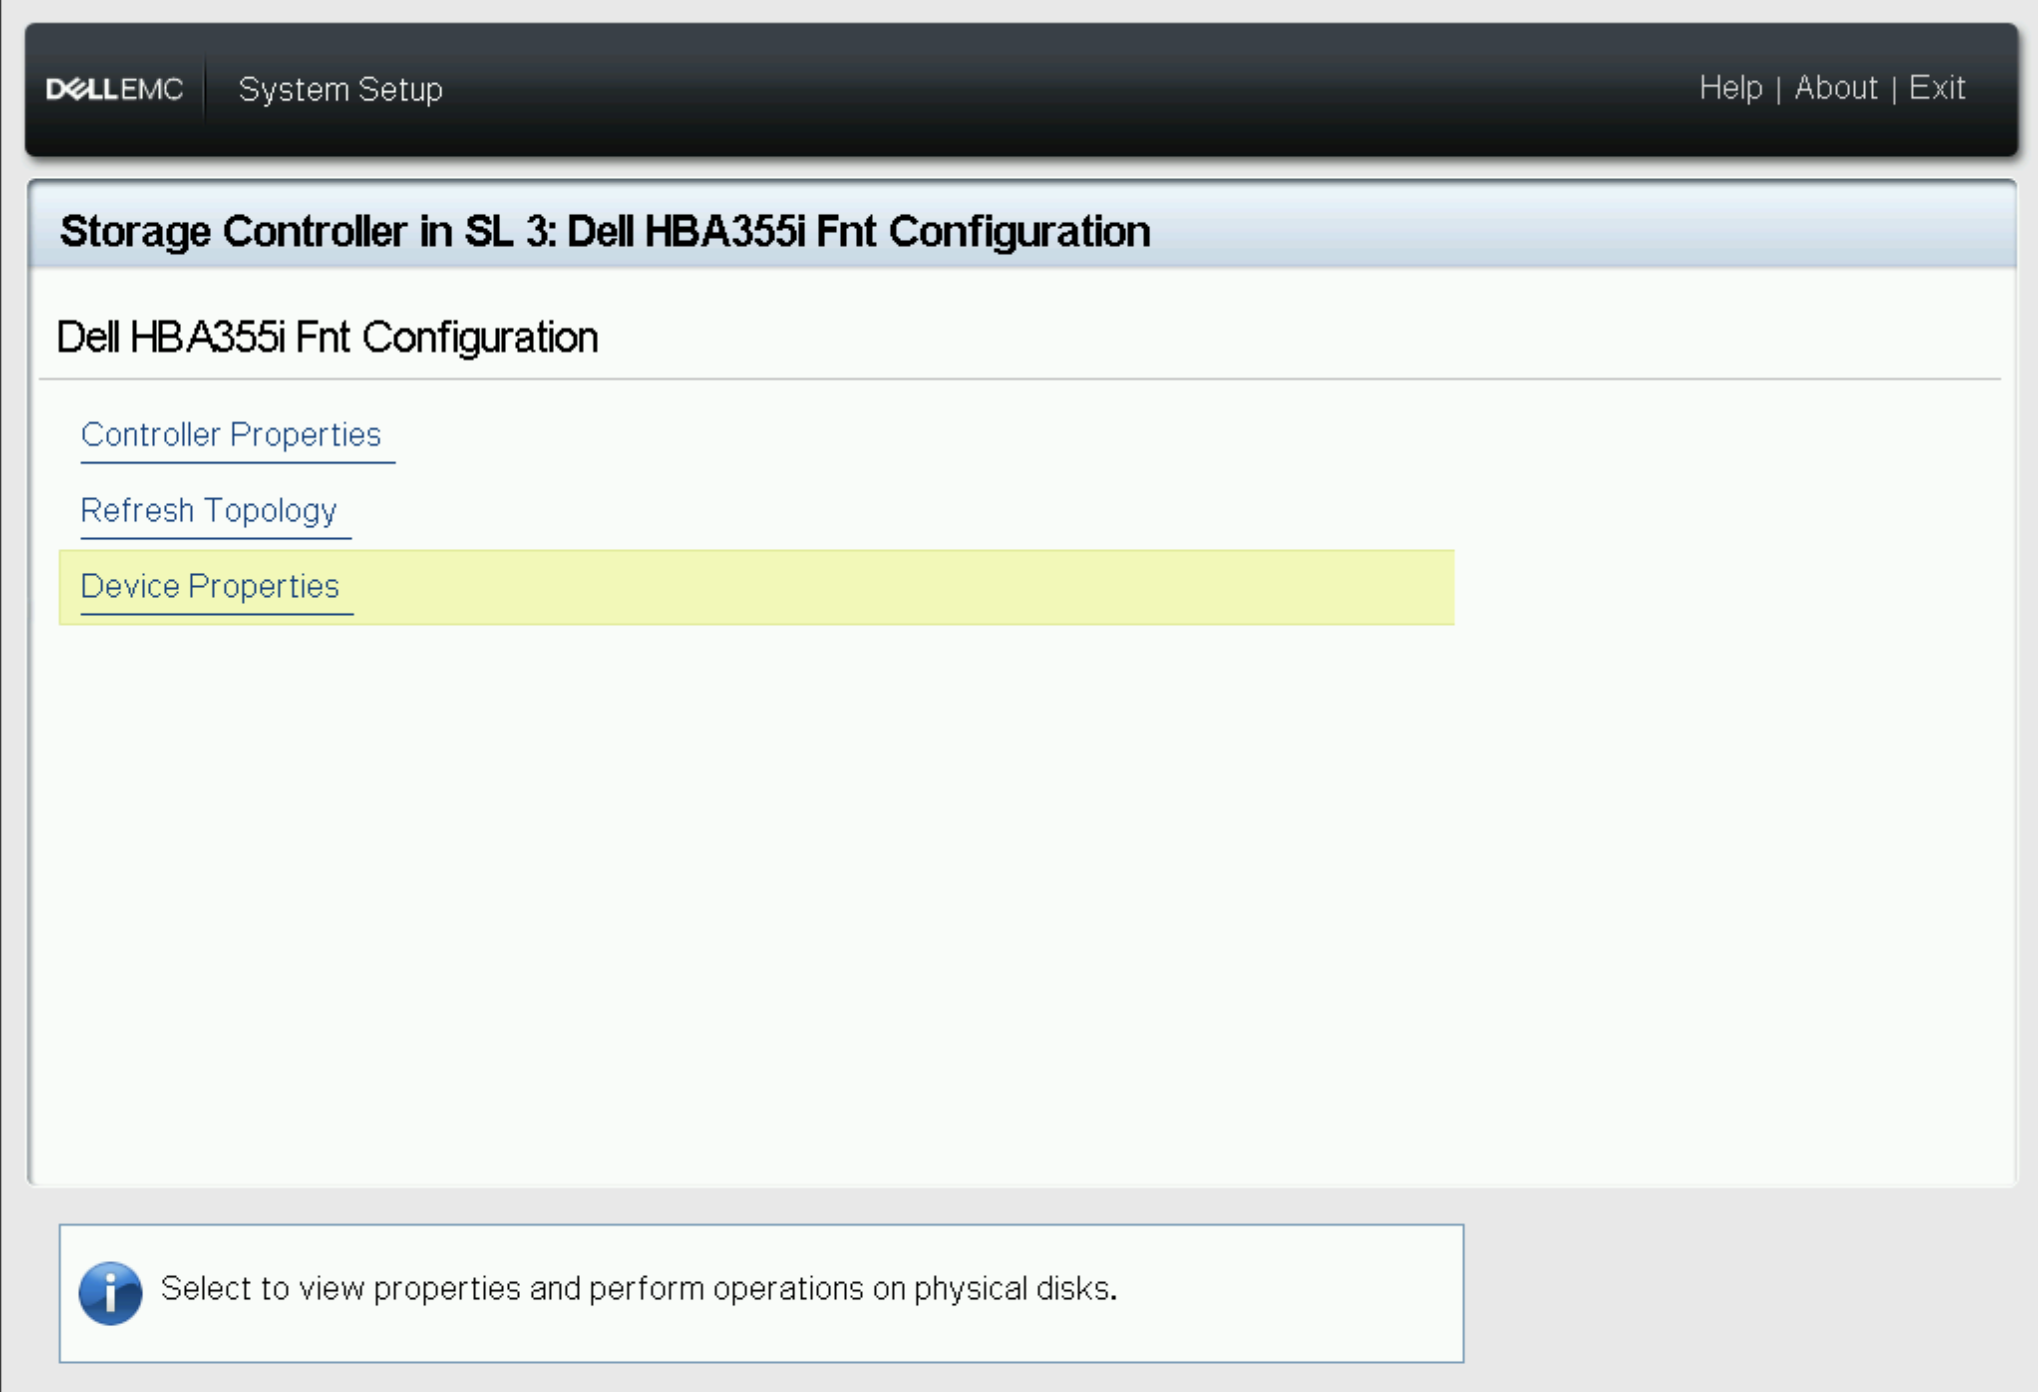 DELLEMC System Setup Help | About | Exit
Storage Controller in SL 3: Dell HBA355i Fnt Configuration
Dell HBA355i Fnt Configuration
Controller Properties
Refresh Topology
Device Properties
Select to view properties and perform operations on physical disks.